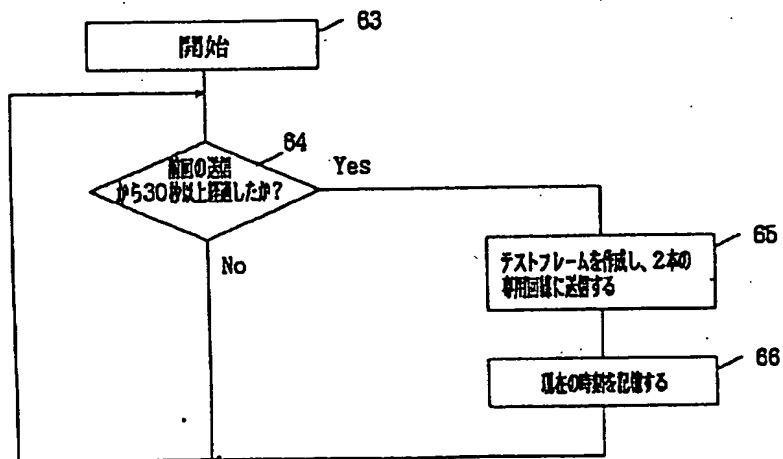 63
開始
64
前回の送信
から30秒以上経過したか?
Yes
No
65
テストフレームを作成し、2本の
専用回線に送信する
66
現在の時刻を記憶する